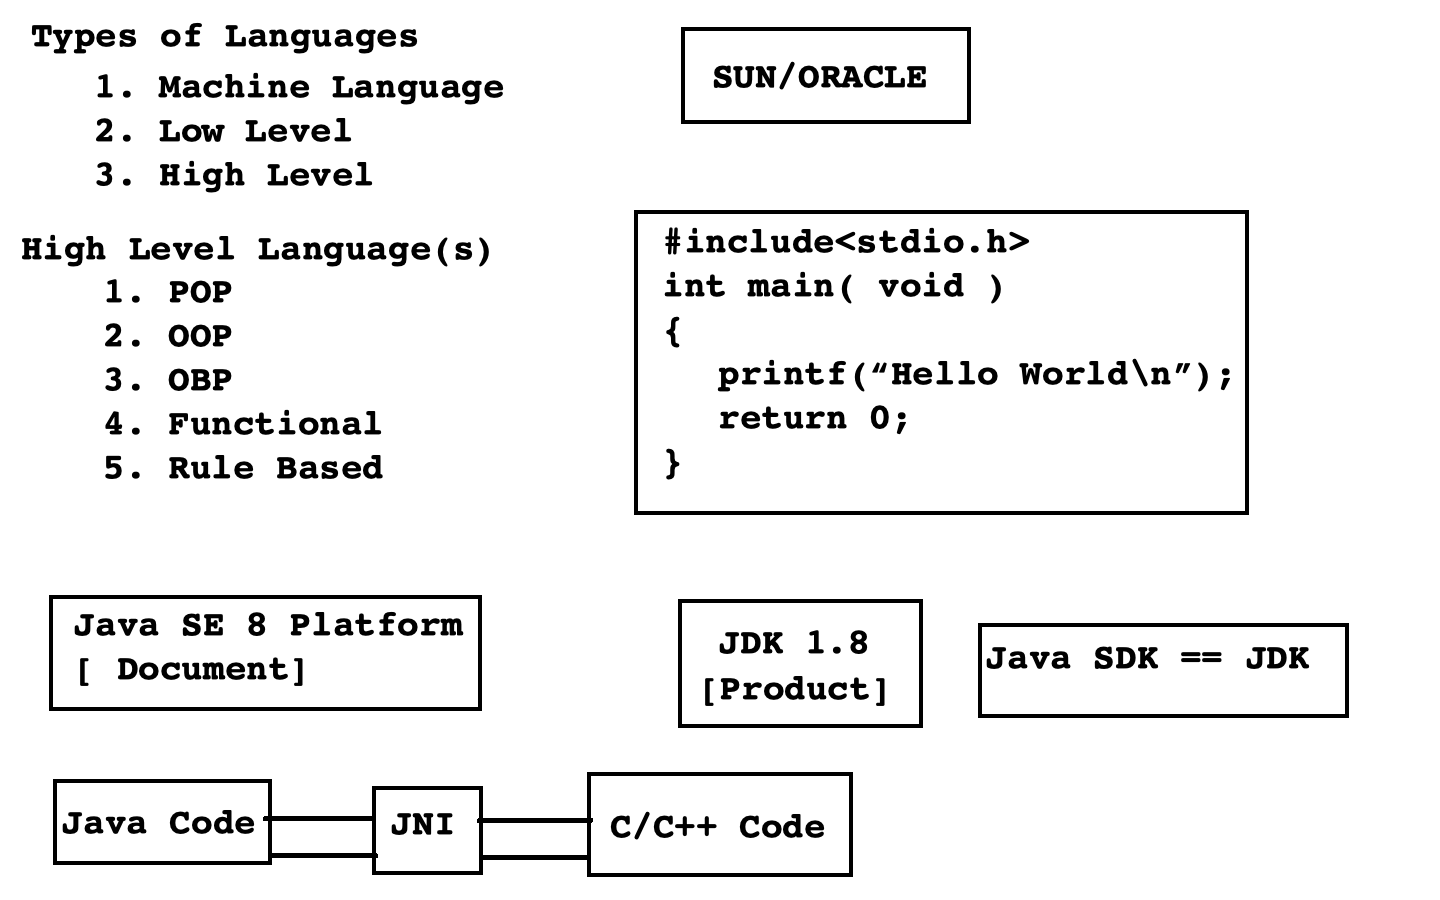 Types of Languages
1. Machine Language
2. Low Level
3. High Level
SUN/ORACLE
High Level Language(s)
1. POP
2. OOP
3. OBP
4. Functional
5. Rule Based
#include<stdio.h>
int main( void )
{
printf(“Hello World\n”);
return 0;
}
Java SE 8 Platform
[ Document]
JDK 1.8
[Product]
Java SDK == JDK
Java Code
JNI
C/C++ Code